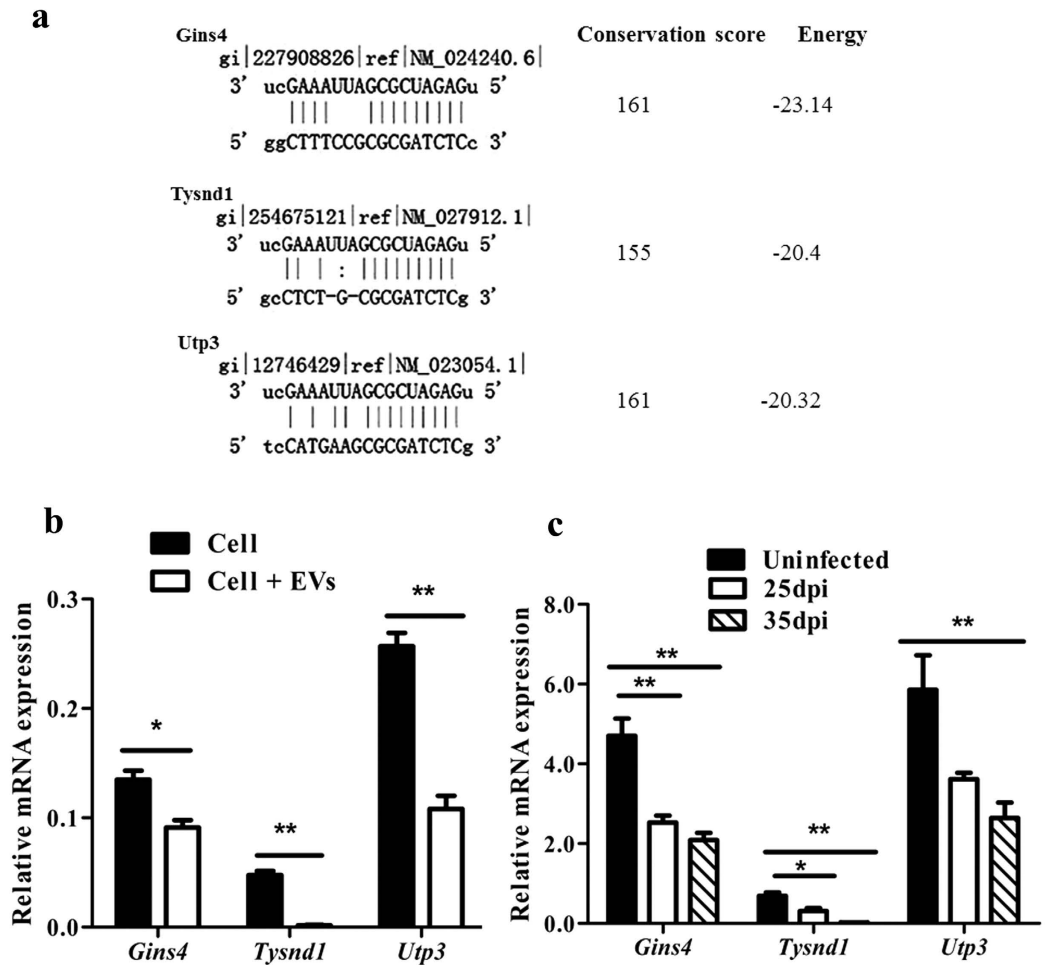 a
Conservation score Energy
Gins4
gi|227908826|ref|NM_024240.6|
3' ucGAAAUUAGCGCUAGAGu 5'
|||| |||||||||
5' ggCTTTCCGCGCGATCTCc 3'
161 -23.14
Tysnd1
gi|254675121|ref|NM_027912.1|
3' ucGAAAUUAGCGCUAGAGu 5'
|| | : |||||||||
5' gcCTCT-G-CGCGATCTCg 3'
155 -20.4
Utp3
gi|12746429|ref|NM_023054.1|
3' ucGAAAUUAGCGCUAGAGu 5'
| | || |||||||||
5' tcCATGAAGCGCGATCTCg 3'
161 -20.32
b
Cell
Cell + EVs
Relative mRNA expression
0.3
0.2
0.1
0.0
*
**
**
Gins4 Tysnd1 Utp3
c
Uninfected
25dpi
35dpi
Relative mRNA expression
8.0
6.0
4.0
2.0
0.0
**
**
**
*
**
Gins4 Tysnd1 Utp3